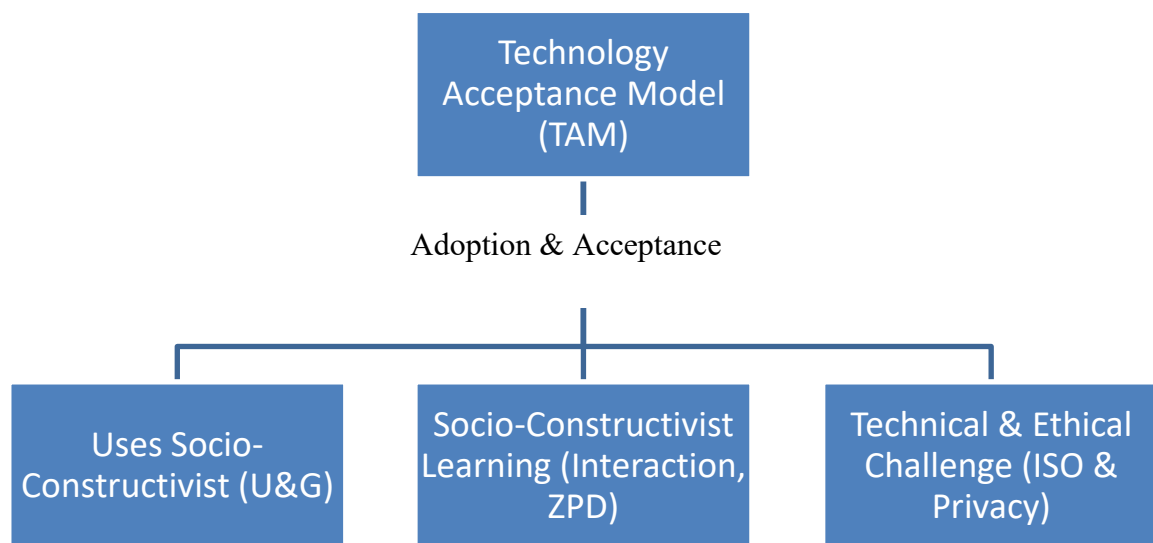 Technology
Acceptance Model
(TAM)
Adoption & Acceptance
Uses Socio-
Constructivist (U&G)
Socio-Constructivist
Learning (Interaction,
ZPD)
Technical & Ethical
Challenge (ISO &
Privacy)